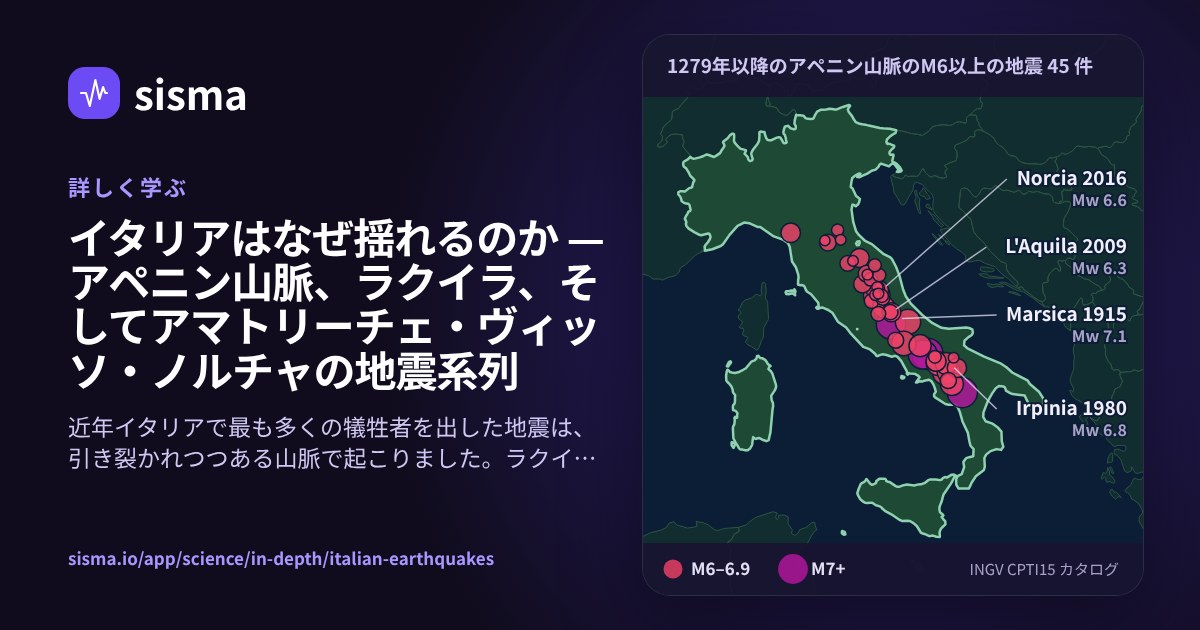 sisma
詳しく学ぶ
イタリアはなぜ揺れるのか —
アペニン山脈、ラクイラ、そ
してアマトリーチェ・ヴィッ
ソ・ノルチャの地震系列
近年イタリアで最も多くの犠牲者を出した地震は、
引き裂かれつつある山脈で起こりました。ラクイ…
sisma.io/app/science/in-depth/italian-earthquakes
1279年以降のアペニン山脈のM6以上の地震 45 件
Norcia 2016
Mw 6.6
L'Aquila 2009
Mw 6.3
Marsica 1915
Mw 7.1
Irpinia 1980
Mw 6.8
M6–6.9
M7+
INGV CPTI15 カタログ